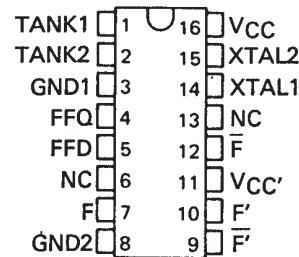 TANK1 1 16 VCC
TANK2 2 15 XTAL2
GND1 3 14 XTAL1
FFQ 4 13 NC
FFD 5 12 F̅
NC 6 11 VCC'
F 7 10 F'
GND2 8 9 F̅'